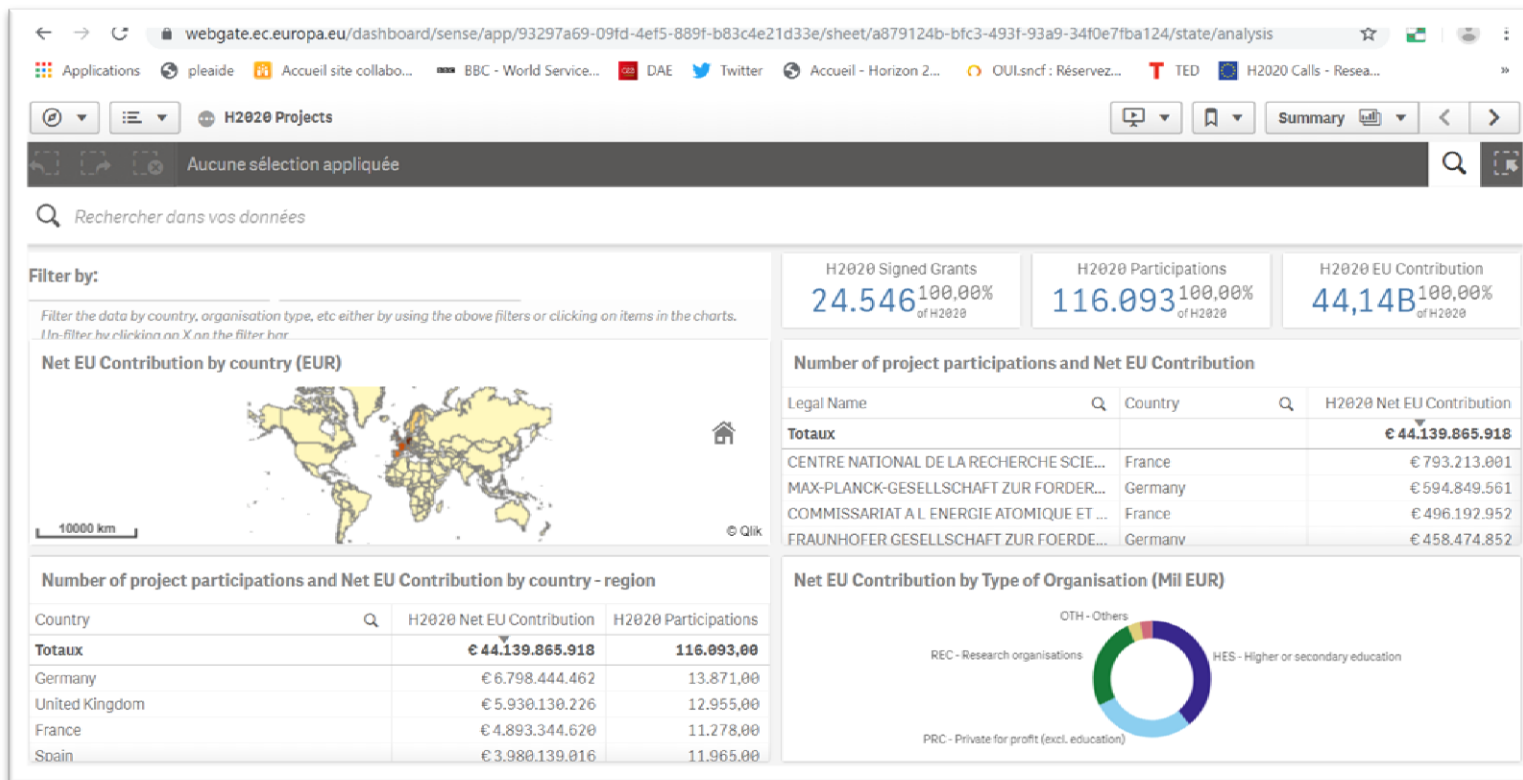 webgate.ec.europa.eu/dashboard/sense/app/93297a69-09fd-4ef5-889f-b83c4e21d33e/sheet/a879124b-bfc3-493f-93a9-34f0e7fba124/state/analysis
Applications pleaide Accueil site collabo... BBC - World Service... DAE Twitter Accueil - Horizon 2... OUI.sncf : Réservez... TED H2020 Calls - Resea... »
H2020 Projects Summary
Aucune sélection appliquée
Rechercher dans vos données
Filter by:
Filter the data by country, organisation type, etc either by using the above filters or clicking on items in the charts.
Un-filter by clicking on X on the filter bar
H2020 Signed Grants
24.546 100,00%
of H2020
H2020 Participations
116.093 100,00%
of H2020
H2020 EU Contribution
44,14B 100,00%
of H2020
Net EU Contribution by country (EUR)
10000 km
© Qlik
Number of project participations and Net EU Contribution
Legal Name Country H2020 Net EU Contribution
Totaux € 44.139.865.918
CENTRE NATIONAL DE LA RECHERCHE SCIE... France € 793.213.001
MAX-PLANCK-GESELLSCHAFT ZUR FORDER... Germany € 594.849.561
COMMISSARIAT A L ENERGIE ATOMIQUE ET ... France € 496.192.952
FRAUNHOFER GESELLSCHAFT ZUR FOERDE... Germany € 458.474.852
Number of project participations and Net EU Contribution by country - region
Country H2020 Net EU Contribution H2020 Participations
Totaux € 44.139.865.918 116.093,00
Germany € 6.798.444.462 13.871,00
United Kingdom € 5.930.130.226 12.955,00
France € 4.893.344.620 11.278,00
Spain € 3.980.139.016 11.965,00
Net EU Contribution by Type of Organisation (Mil EUR)
OTH - Others
REC - Research organisations
HES - Higher or secondary education
PRC - Private for profit (excl. education)